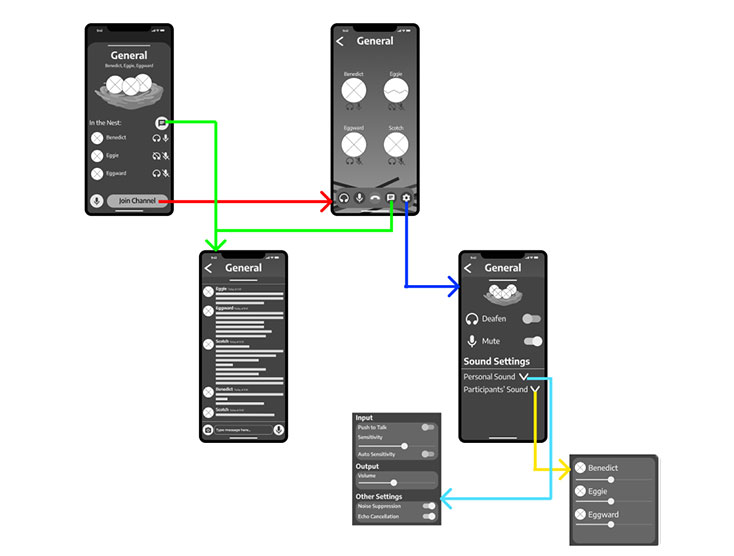 General
Benedict, Eggie, Eggward
In the Nest:
Benedict
Eggie
Eggward
Join Channel
General
Benedict
Eggie
Eggward
Scotch
General
Eggie
Eggward
Scotch
Benedict
Scotch
Type message here...
General
Deafen
Mute
Sound Settings
Personal Sound
Participants' Sound
Input
Push to Talk
Sensitivity
Auto Sensitivity
Output
Volume
Other Settings
Noise Suppression
Echo Cancellation
Benedict
Eggie
Eggward